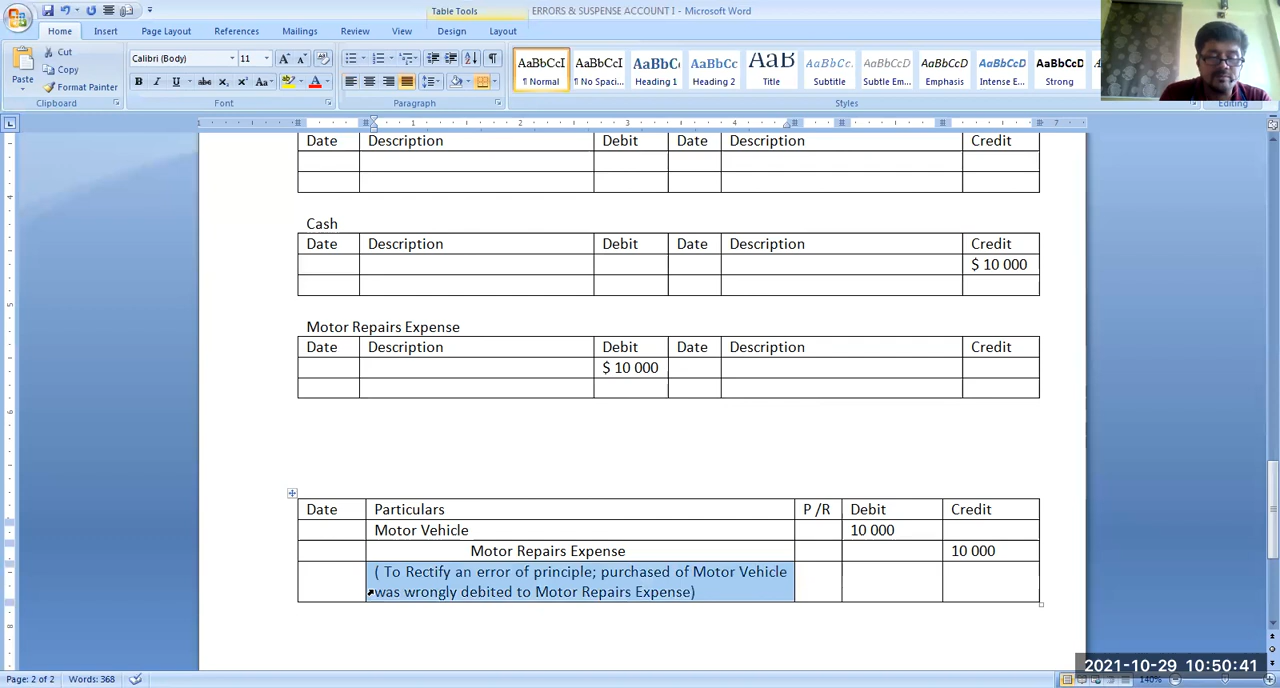 Table Tools
ERRORS & SUSPENSE ACCOUNT I - Microsoft Word
Home Insert Page Layout References Mailings Review View Design Layout
Paste
Cut
Copy
Format Painter
Clipboard
Calibri (Body) 11
Font
Paragraph
AaBbCcI AaBbCcI AaBbC AaBbCc AaB AaBbCc. AaBbCcD AaBbCcD AaBbCcD AaBbCcD
¶ Normal ¶ No Spaci... Heading 1 Heading 2 Title Subtitle Subtle Em... Emphasis Intense E... Strong
Styles
Editing
Date Description Debit Date Description Credit
Cash
Date Description Debit Date Description Credit
$ 10 000
Motor Repairs Expense
Date Description Debit Date Description Credit
$ 10 000
Date Particulars P /R Debit Credit
Motor Vehicle 10 000
Motor Repairs Expense 10 000
( To Rectify an error of principle; purchased of Motor Vehicle
was wrongly debited to Motor Repairs Expense)
2021-10-29 10:50:41
Page: 2 of 2 Words: 368 140%